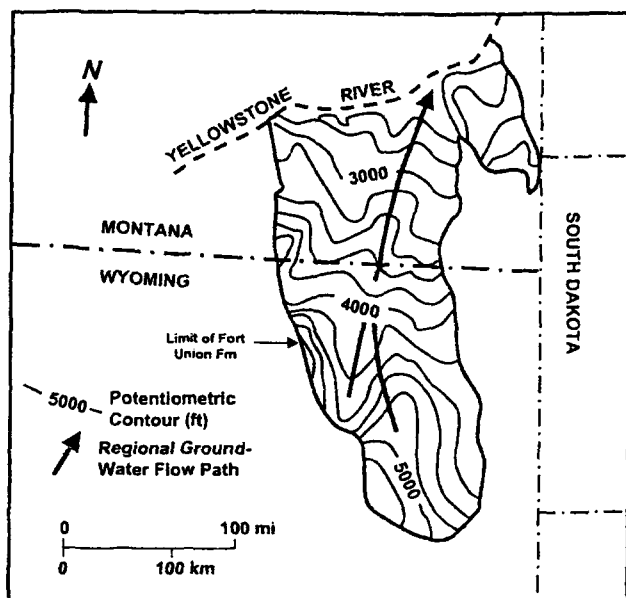 N
YELLOWSTONE
RIVER
3000
MONTANA
WYOMING
4000
SOUTH DAKOTA
Limit of Fort
Union Fm
5000
Potentiometric
Contour (ft)
Regional Ground-
Water Flow Path
5000
0 100 mi
0 100 km